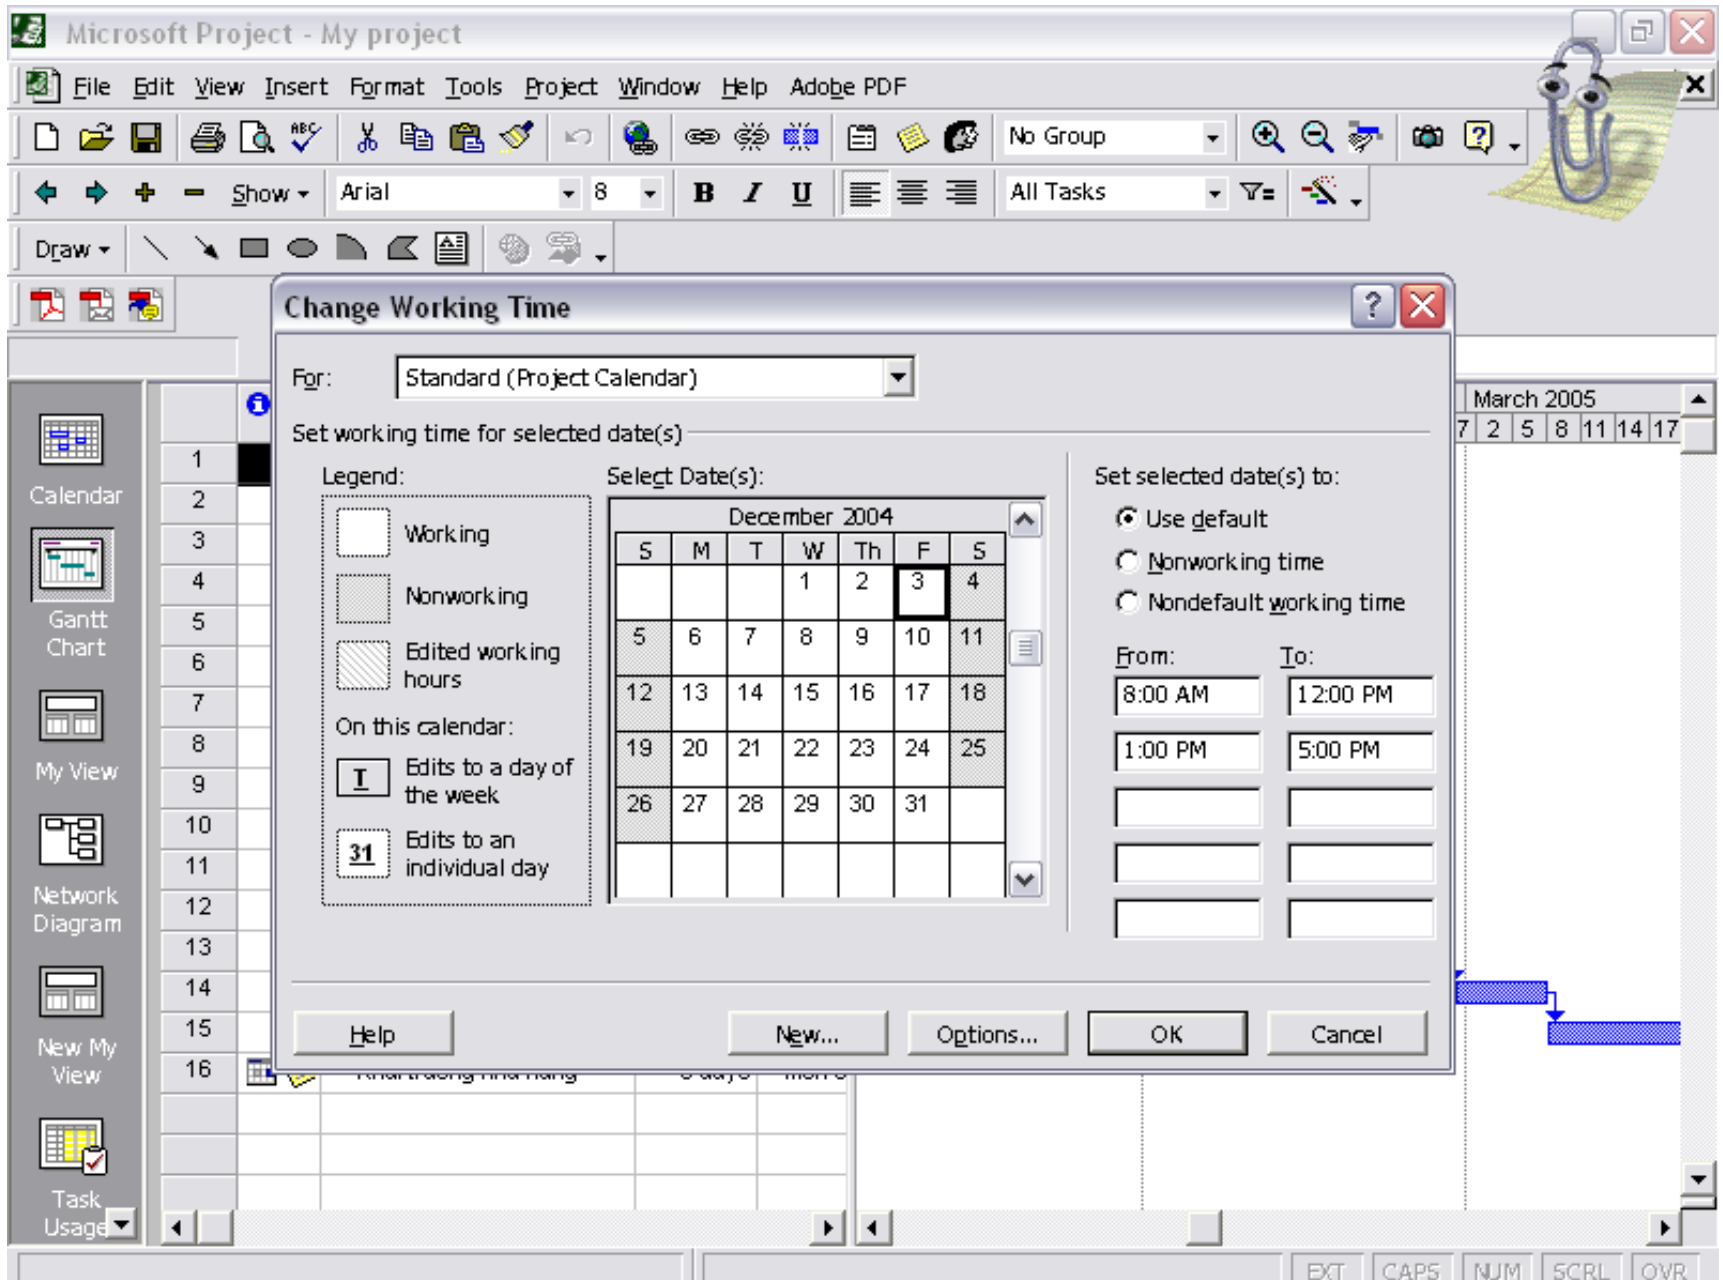 Microsoft Project - My project
File Edit View Insert Format Tools Project Window Help Adobe PDF
ABC No Group
Show Arial 8 B I U All Tasks
Draw
Change Working Time
For: Standard (Project Calendar)
March 2005
7 2 5 8 11 14 17
Set working time for selected date(s)
Legend:
Working
Nonworking
Edited working
hours
On this calendar:
T Edits to a day of
the week
31 Edits to an
individual day
Select Date(s):
December 2004
S M T W Th F S
1 2 3 4
5 6 7 8 9 10 11
12 13 14 15 16 17 18
19 20 21 22 23 24 25
26 27 28 29 30 31
Set selected date(s) to:
Use default
Nonworking time
Nondefault working time
From: To:
8:00 AM 12:00 PM
1:00 PM 5:00 PM
Help New... Options... OK Cancel
Calendar
Gantt
Chart
My View
Network
Diagram
New My
View
Task
Usage
1
2
3
4
5
6
7
8
9
10
11
12
13
14
15
16
EXT CAPS NUM SCRL OVR